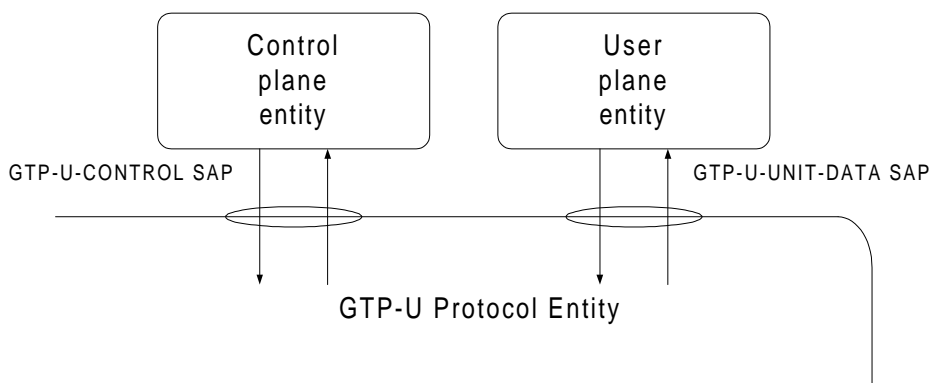 Control
plane
entity
User
plane
entity
GTP-U-CONTROL SAP
GTP-U-UNIT-DATA SAP
GTP-U Protocol Entity